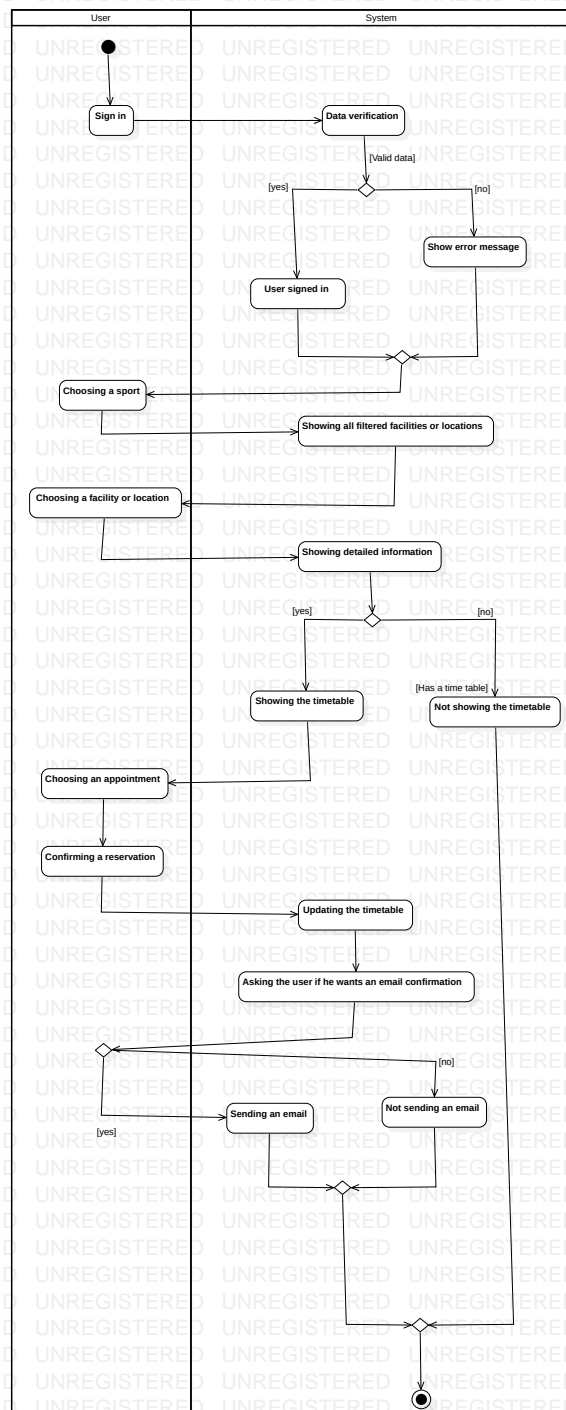 User
System
Sign in
Data verification
[Valid data]
[yes]
[no]
Show error message
User signed in
Choosing a sport
Showing all filtered facilities or locations
Choosing a facility or location
Showing detailed information
[yes]
[no]
[Has a time table]
Showing the timetable
Not showing the timetable
Choosing an appointment
Confirming a reservation
Updating the timetable
Asking the user if he wants an email confirmation
[no]
Sending an email
Not sending an email
[yes]
UNREGISTERED